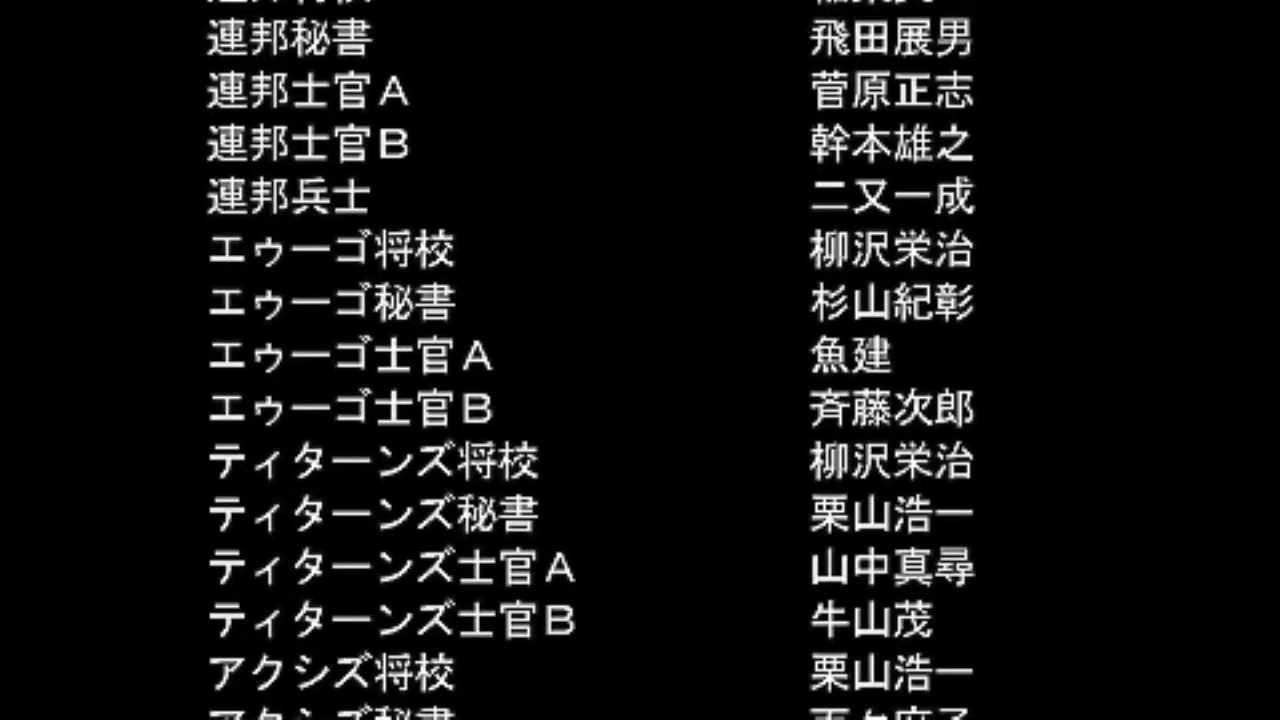 連邦秘書 飛田展男
連邦士官A 菅原正志
連邦士官B 幹本雄之
連邦兵士 二又一成
エゥーゴ将校 柳沢栄治
エゥーゴ秘書 杉山紀彰
エゥーゴ士官A 魚建
エゥーゴ士官B 斉藤次郎
ティターンズ将校 柳沢栄治
ティターンズ秘書 栗山浩一
ティターンズ士官A 山中真尋
ティターンズ士官B 牛山茂
アクシズ将校 栗山浩一
アクシズ秘書